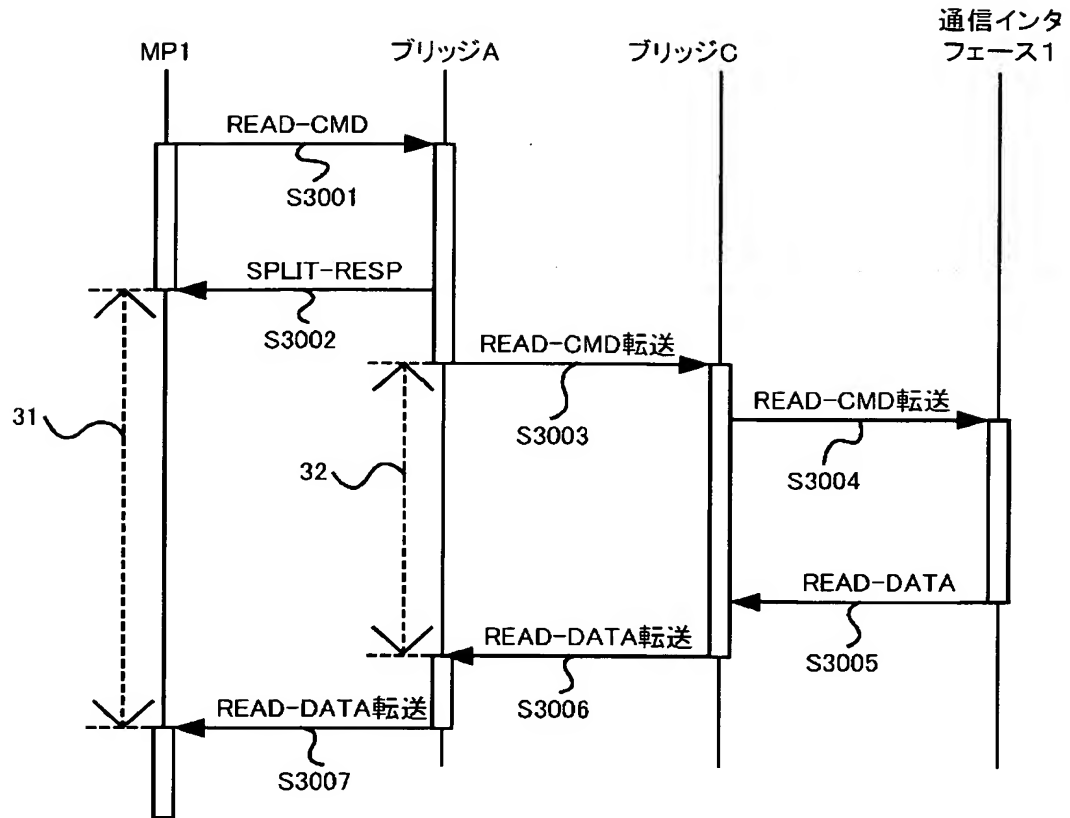 MP1
ブリッジA
ブリッジC
通信インタ
フェース1
READ-CMD
S3001
SPLIT-RESP
S3002
READ-CMD転送
S3003
READ-CMD転送
S3004
31
32
READ-DATA
S3005
READ-DATA転送
S3006
READ-DATA転送
S3007